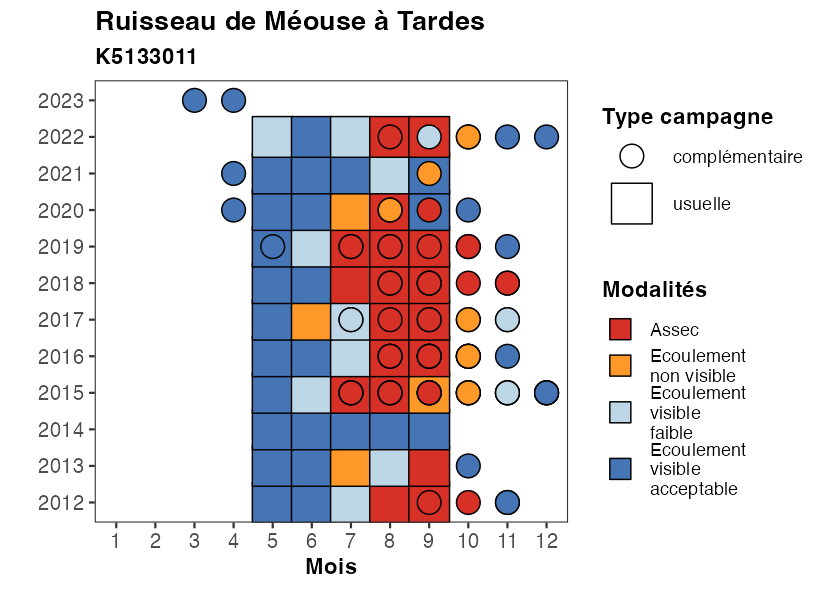 Ruisseau de Méouse à Tardes
K5133011
2023
2022
2021
2020
2019
2018
2017
2016
2015
2014
2013
2012
1 2 3 4 5 6 7 8 9 10 11 12
Mois
Type campagne
complémentaire
usuelle
Modalités
Assec
Ecoulement
non visible
Ecoulement
visible
faible
Ecoulement
visible
acceptable